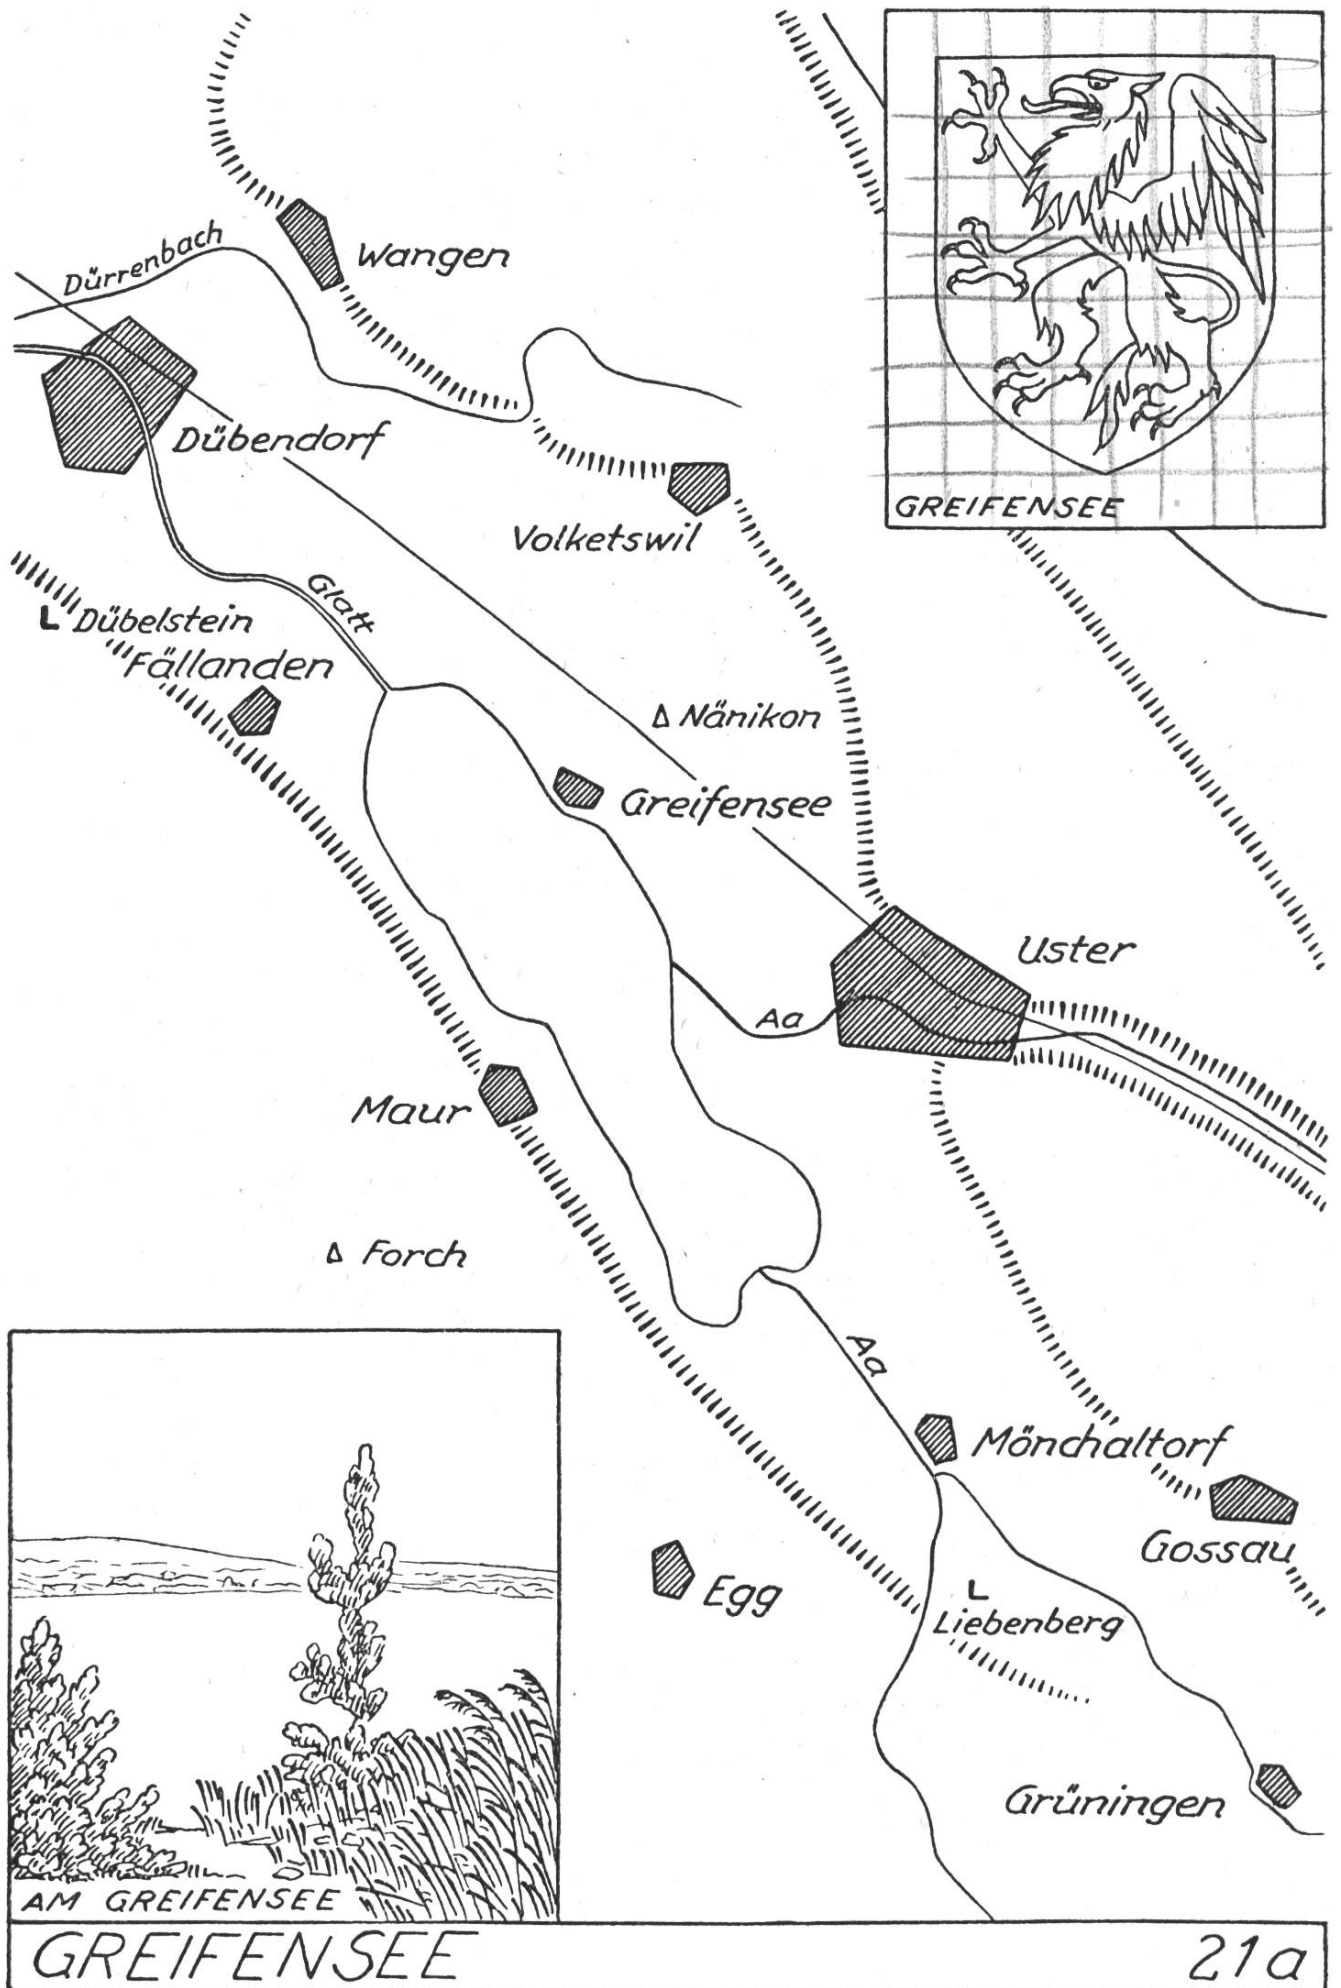 Dürrenbach
Wangen
Dübendorf
GREIFENSEE
Volketswil
Glatt
L Dübelstein
Fällanden
Δ Nänikon
Greifensee
Uster
Aa
Maur
Δ Forch
Aa
Mönchaltorf
Gossau
Egg
L
Liebenberg
Grüningen
AM GREIFENSEE
GREIFENSEE 21a